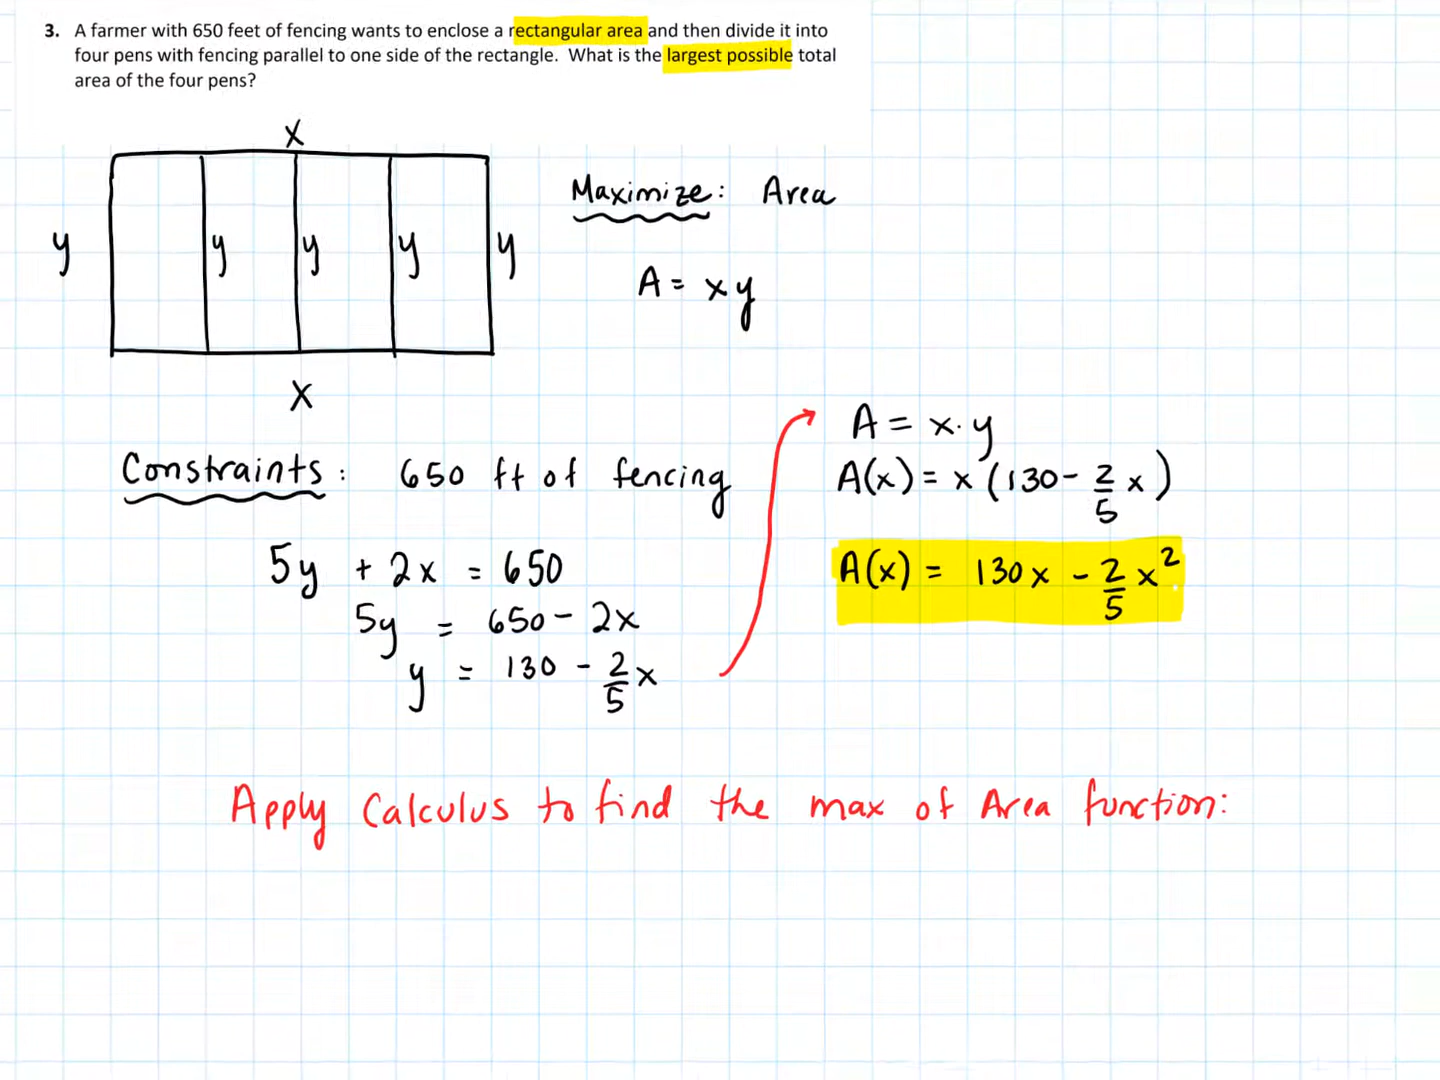 3. A farmer with 650 feet of fencing wants to enclose a rectangular area and then divide it into
four pens with fencing parallel to one side of the rectangle. What is the largest possible total
area of the four pens?
x
y y y y y
x
Maximize: Area
A = xy
Constraints: 650 ft of fencing
5y + 2x = 650
5y = 650 - 2x
y = 130 - 2/5 x
A = x·y
A(x) = x (130 - 2/5 x)
A(x) = 130x - 2/5 x²
Apply Calculus to find the max of Area function: